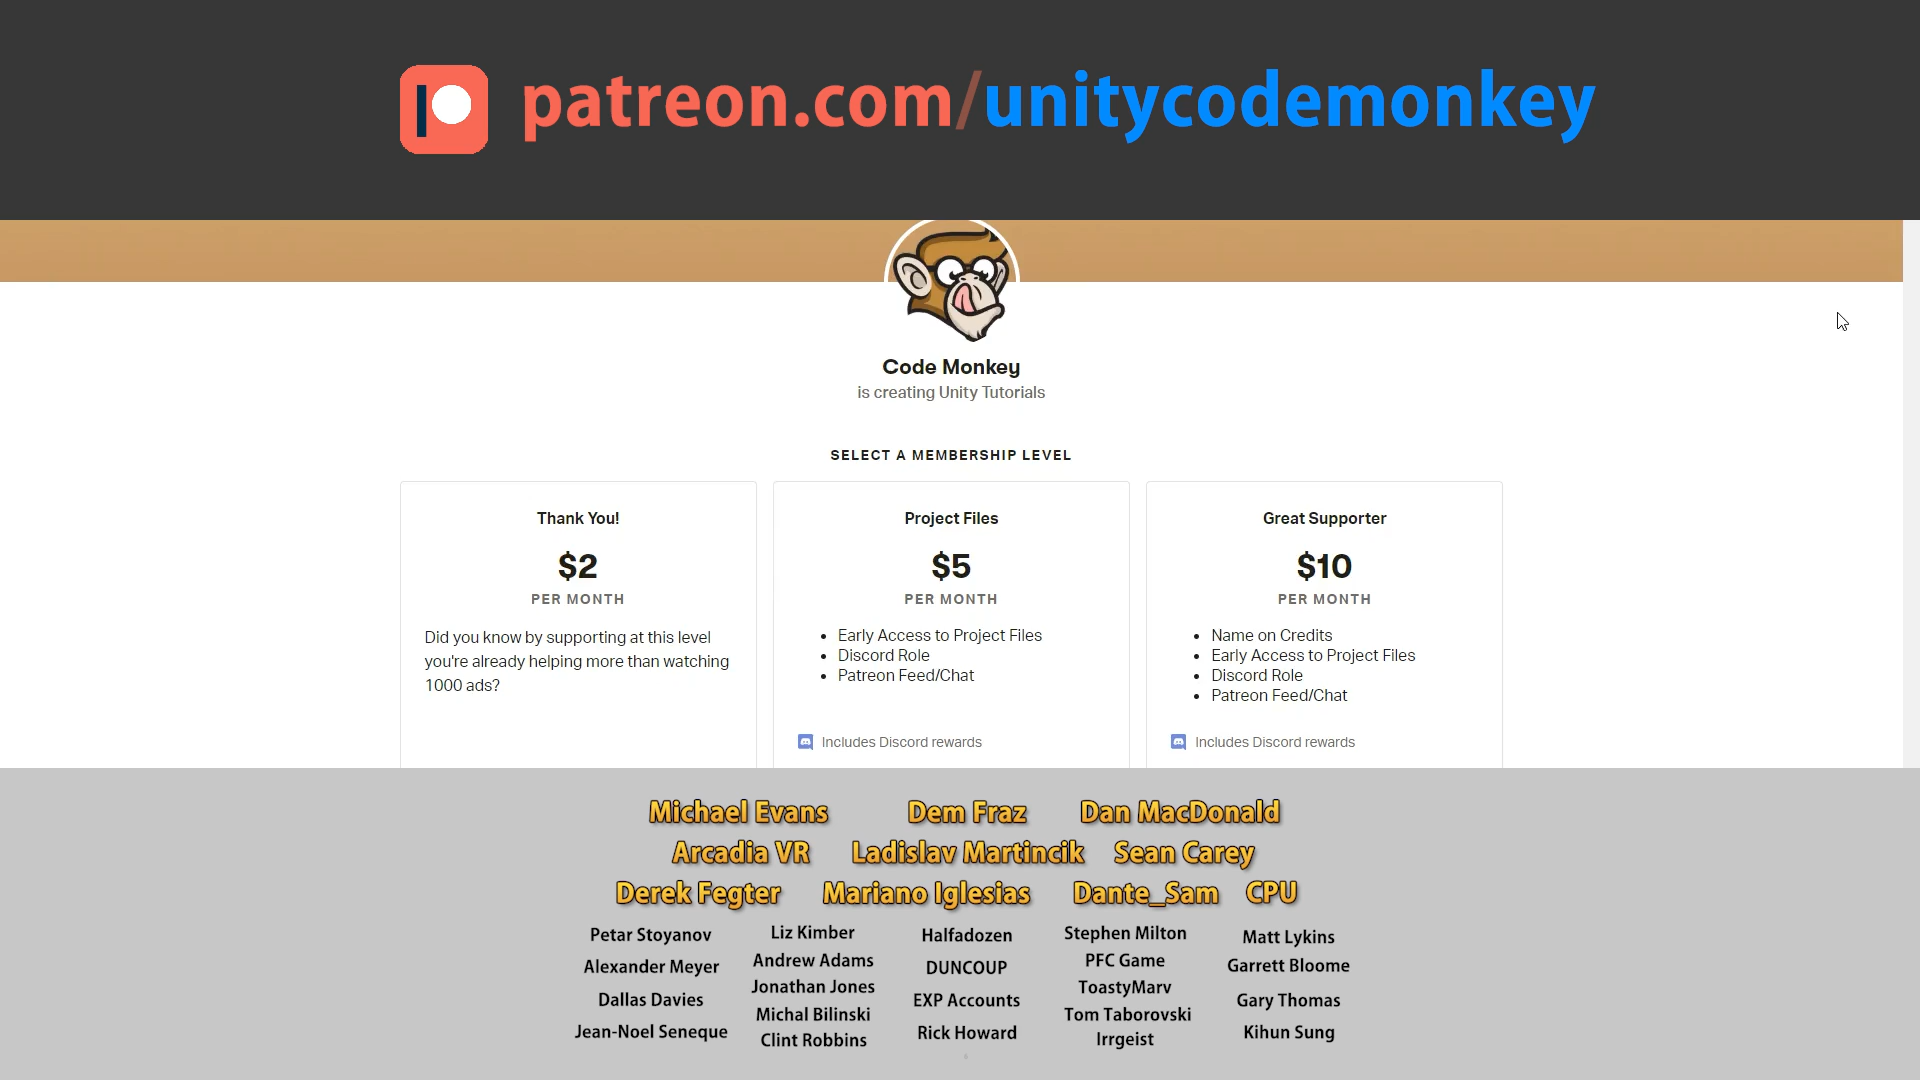 patreon.com/unitycodemonkey
Code Monkey
is creating Unity Tutorials
SELECT A MEMBERSHIP LEVEL
Thank You!
$2
PER MONTH
Did you know by supporting at this level
you're already helping more than watching
1000 ads?
Project Files
$5
PER MONTH
• Early Access to Project Files
• Discord Role
• Patreon Feed/Chat
Includes Discord rewards
Great Supporter
$10
PER MONTH
• Name on Credits
• Early Access to Project Files
• Discord Role
• Patreon Feed/Chat
Includes Discord rewards
Michael Evans Dem Fraz Dan MacDonald
Arcadia VR Ladislav Martincik Sean Carey
Derek Fegter Mariano Iglesias Dante_Sam CPU
Petar Stoyanov
Alexander Meyer
Dallas Davies
Jean-Noel Seneque
Liz Kimber
Andrew Adams
Jonathan Jones
Michal Bilinski
Clint Robbins
Halfadozen
DUNCOUP
EXP Accounts
Rick Howard
Stephen Milton
PFC Game
ToastyMarv
Tom Taborovski
Irrgeist
Matt Lykins
Garrett Bloome
Gary Thomas
Kihun Sung